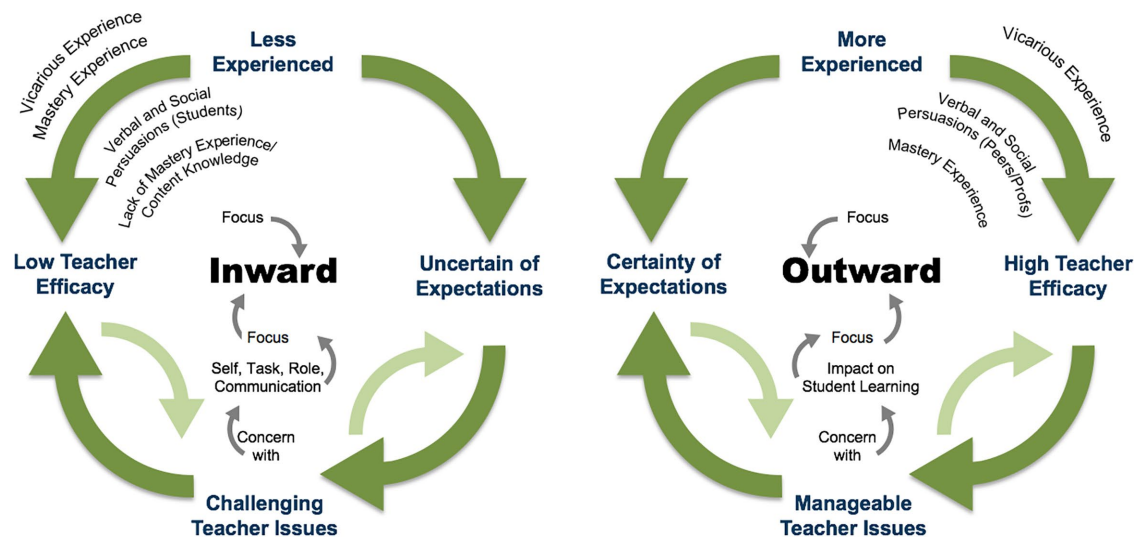 Vicarious Experience
Mastery Experience
Less
Experienced
Verbal and Social
Persuasions (Students)
Lack of Mastery Experience/
Content Knowledge
Focus
Inward
Low Teacher
Efficacy
Uncertain of
Expectations
Focus
Self, Task, Role,
Communication
Concern
with
Challenging
Teacher Issues
More
Experienced
Vicarious Experience
Verbal and Social
Persuasions (Peers/Profs)
Mastery Experience
Focus
Outward
Certainty of
Expectations
High Teacher
Efficacy
Focus
Impact on
Student Learning
Concern
with
Manageable
Teacher Issues